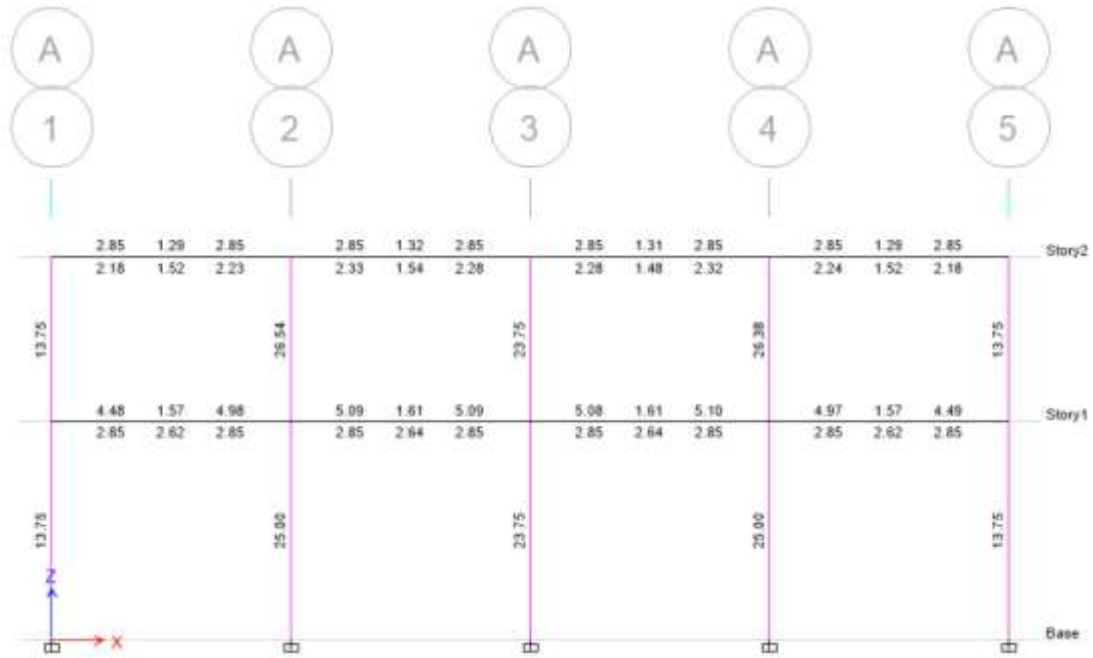 A A A A A
1 2 3 4 5
2.85 1.29 2.85 2.85 1.32 2.85 2.85 1.31 2.85 2.85 1.29 2.85
Story2
2.18 1.52 2.23 2.33 1.54 2.28 2.28 1.48 2.32 2.24 1.52 2.18
13.75 26.54 23.75 26.38 13.75
4.48 1.57 4.98 5.09 1.61 5.09 5.08 1.61 5.10 4.97 1.57 4.49
Story1
2.85 2.62 2.85 2.85 2.64 2.85 2.85 2.64 2.85 2.85 2.62 2.85
13.75 25.00 23.75 25.00 13.75
Z
X
Base